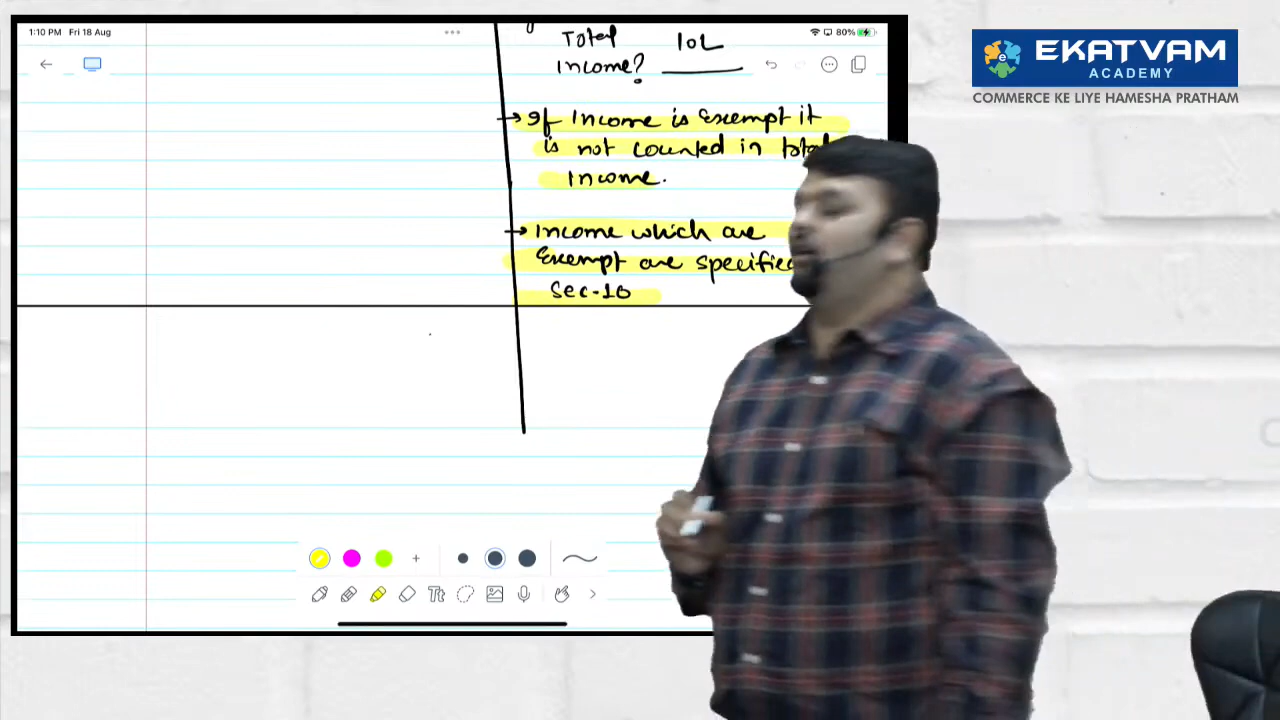 1:10 PM Fri 18 Aug
80%
Total 10L
Income?
→ If Income is Exempt it
is not counted in total
Income.
→ Income which are
Exempt are specified
Sec-10
EKATVAM
ACADEMY
COMMERCE KE LIYE HAMESHA PRATHAM